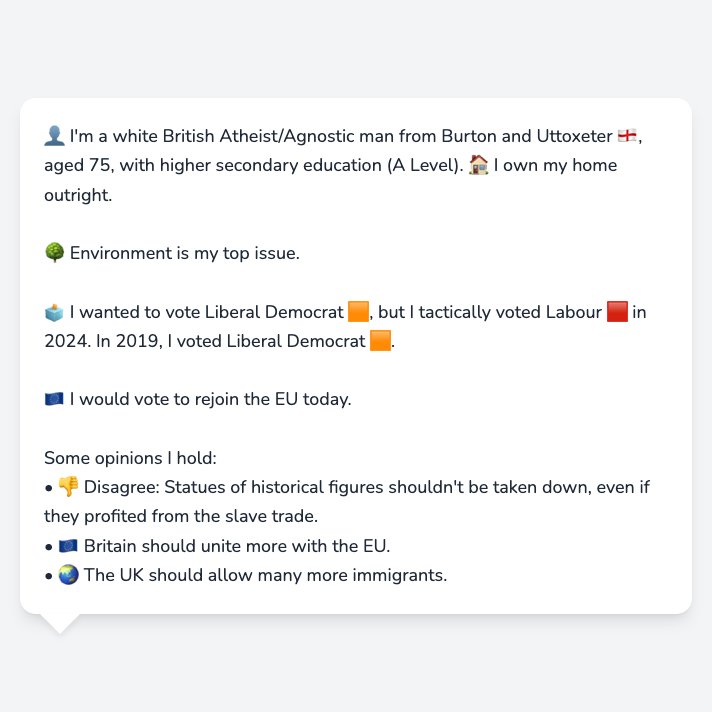 👤 I'm a white British Atheist/Agnostic man from Burton and Uttoxeter 🏴󠁧󠁢󠁥󠁮󠁧󠁿,
aged 75, with higher secondary education (A Level). 🏠 I own my home
outright.
🌳 Environment is my top issue.
🗳️ I wanted to vote Liberal Democrat 🟧, but I tactically voted Labour 🟥 in
2024. In 2019, I voted Liberal Democrat 🟧.
🇪🇺 I would vote to rejoin the EU today.
Some opinions I hold:
• 👎 Disagree: Statues of historical figures shouldn't be taken down, even if
they profited from the slave trade.
• 🇪🇺 Britain should unite more with the EU.
• 🌏 The UK should allow many more immigrants.